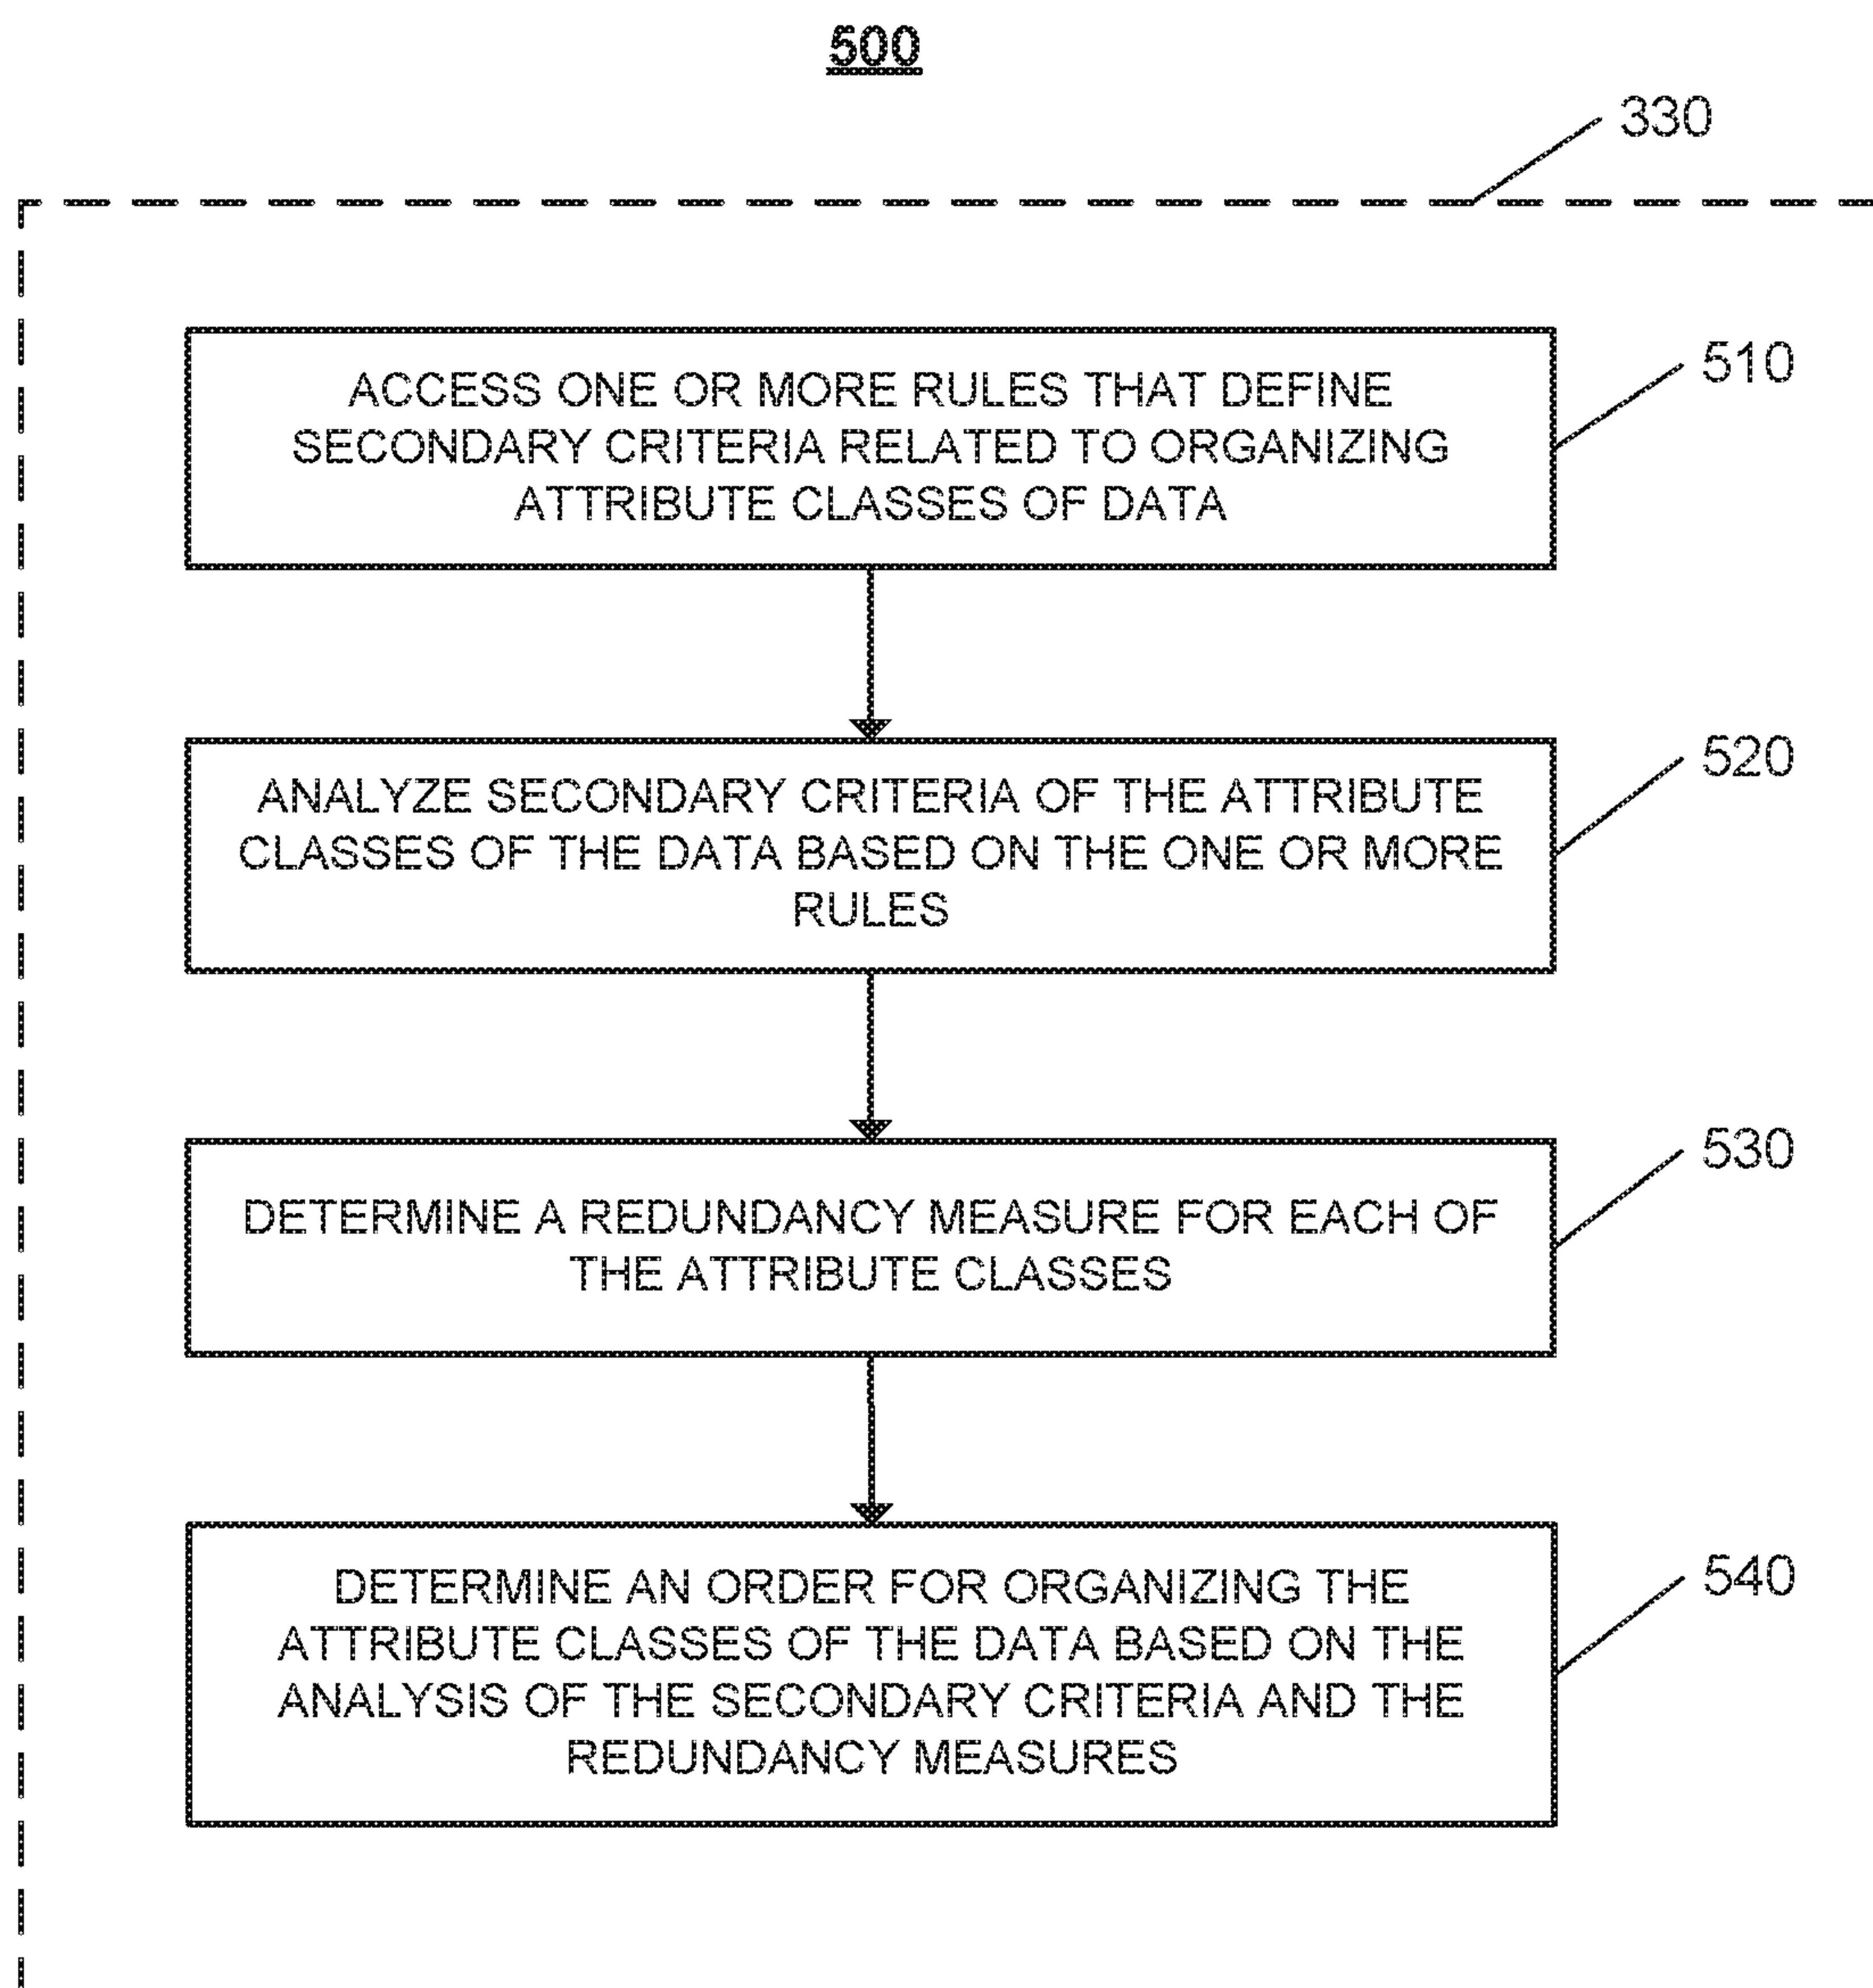 500
330
ACCESS ONE OR MORE RULES THAT DEFINE
SECONDARY CRITERIA RELATED TO ORGANIZING
ATTRIBUTE CLASSES OF DATA
510
ANALYZE SECONDARY CRITERIA OF THE ATTRIBUTE
CLASSES OF THE DATA BASED ON THE ONE OR MORE
RULES
520
DETERMINE A REDUNDANCY MEASURE FOR EACH OF
THE ATTRIBUTE CLASSES
530
DETERMINE AN ORDER FOR ORGANIZING THE
ATTRIBUTE CLASSES OF THE DATA BASED ON THE
ANALYSIS OF THE SECONDARY CRITERIA AND THE
REDUNDANCY MEASURES
540